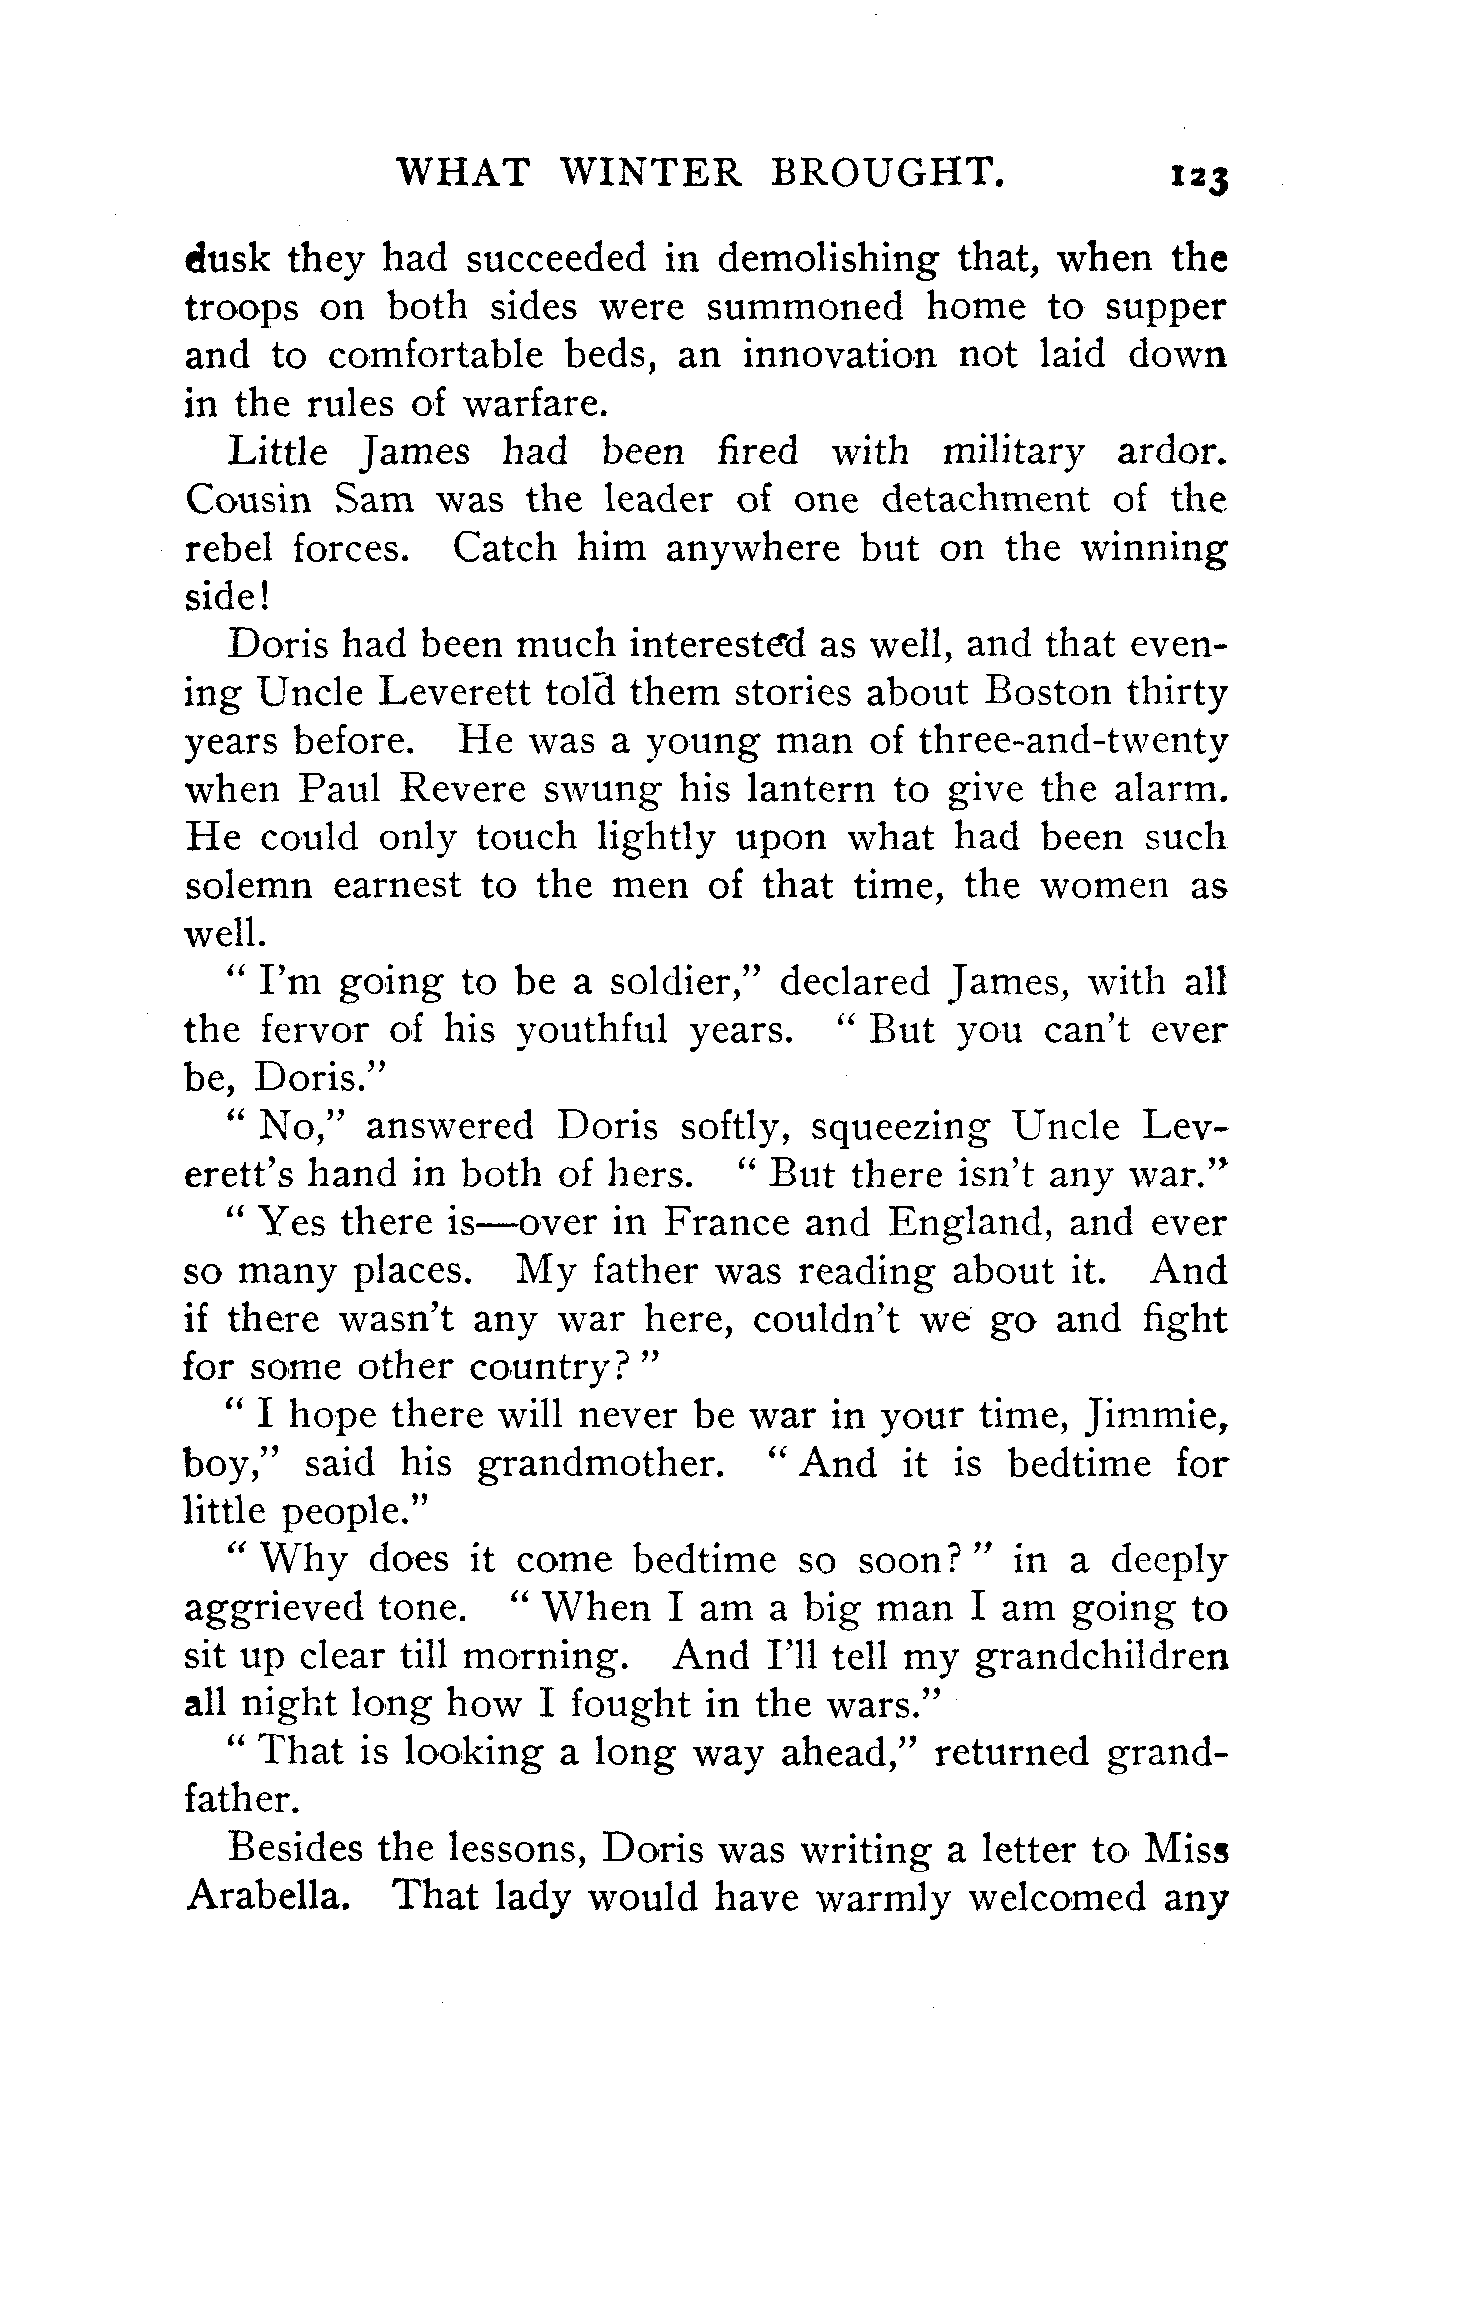 WHAT WINTER BROUGHT. 123
dusk they had succeeded in demolishing that, when the
troops on both sides were summoned home to supper
and to comfortable beds, an innovation not laid down
in the rules of warfare.
Little James had been fired with military ardor.
Cousin Sam was the leader of one detachment of the
rebel forces. Catch him anywhere but on the winning
side!
Doris had been much interested as well, and that even-
ing Uncle Leverett told them stories about Boston thirty
years before. He was a young man of three-and-twenty
when Paul Revere swung his lantern to give the alarm.
He could only touch lightly upon what had been such
solemn earnest to the men of that time, the women as
well.
" I'm going to be a soldier," declared James, with all
the fervor of his youthful years. " But you can't ever
be, Doris."
" No," answered Doris softly, squeezing Uncle Lev-
erett's hand in both of hers. " But there isn't any war."
" Yes there is—over in France and England, and ever
so many places. My father was reading about it. And
if there wasn't any war here, couldn't we go and fight
for some other country? "
" I hope there will never be war in your time, Jimmie,
boy," said his grandmother. " And it is bedtime for
little people."
" Why does it come bedtime so soon? " in a deeply
aggrieved tone. " When I am a big man I am going to
sit up clear till morning. And I'll tell my grandchildren
all night long how I fought in the wars."
" That is looking a long way ahead," returned grand-
father.
Besides the lessons, Doris was writing a letter to Miss
Arabella. That lady would have warmly welcomed any